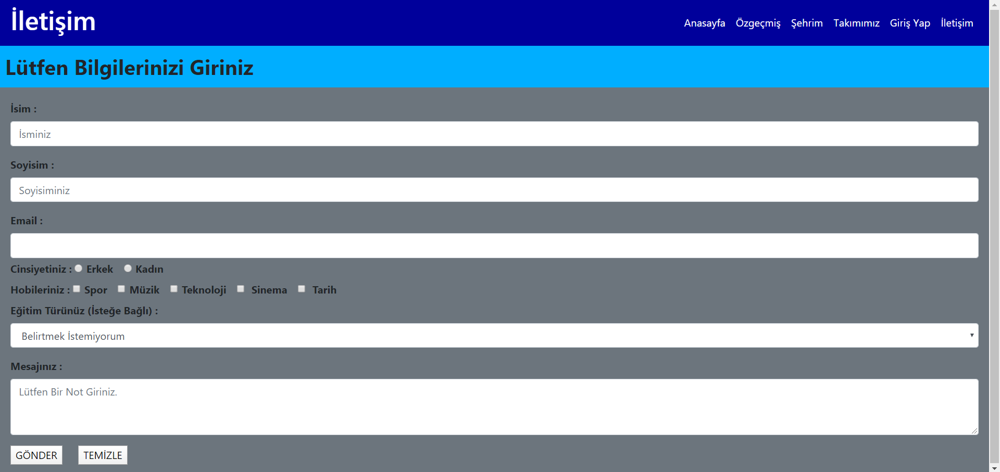 İletişim
Anasayfa Özgeçmiş Şehrim Takımımız Giriş Yap İletişim
Lütfen Bilgilerinizi Giriniz
İsim :
İsminiz
Soyisim :
Soyisiminiz
Email :
Cinsiyetiniz : Erkek Kadın
Hobileriniz : Spor Müzik Teknoloji Sinema Tarih
Eğitim Türünüz (İsteğe Bağlı) :
Belirtmek İstemiyorum
Mesajınız :
Lütfen Bir Not Giriniz.
GÖNDER TEMİZLE